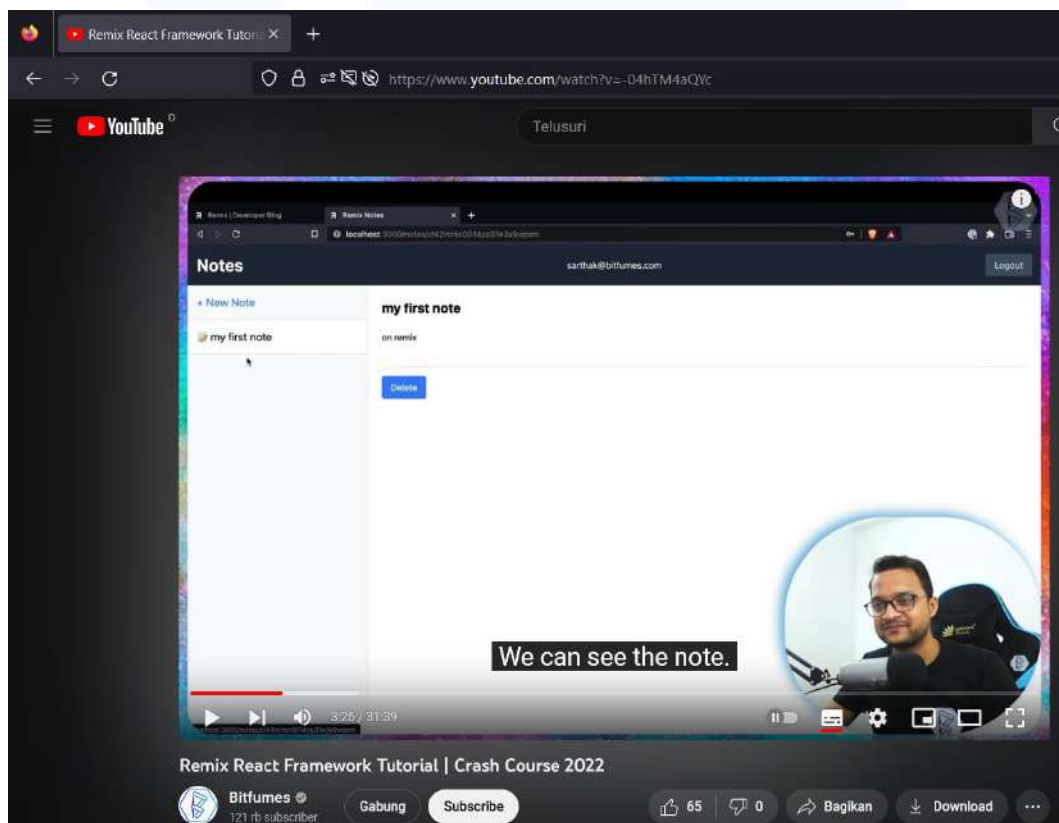 Remix React Framework Tutori
https://www.youtube.com/watch?v=-04hTM4aQYc
YouTube
Telusuri
Remix | Developer Blog
Remix Notes
Notes
sarthak@bitfumes.com
Logout
+ New Note
my first note
my first note
on remix
Delete
We can see the note.
3:25 / 31:39
Remix React Framework Tutorial | Crash Course 2022
Bitfumes
121 rb subscriber
Gabung
Subscribe
65
0
Bagikan
Download